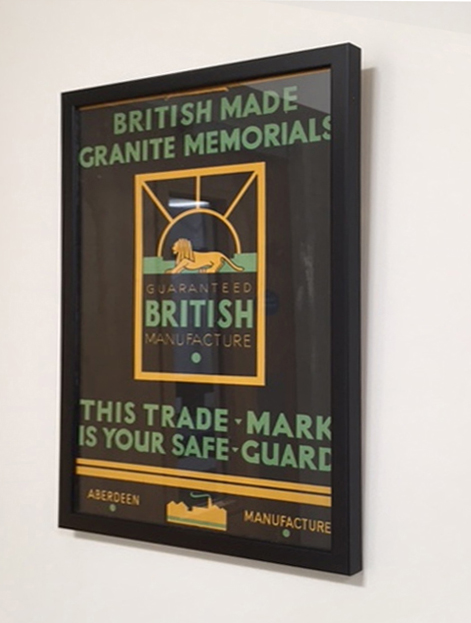 BRITISH MADE
GRANITE MEMORIALS
GUARANTEED
BRITISH
MANUFACTURE
THIS TRADE-MARK
IS YOUR SAFE-GUARD
ABERDEEN
MANUFACTURE